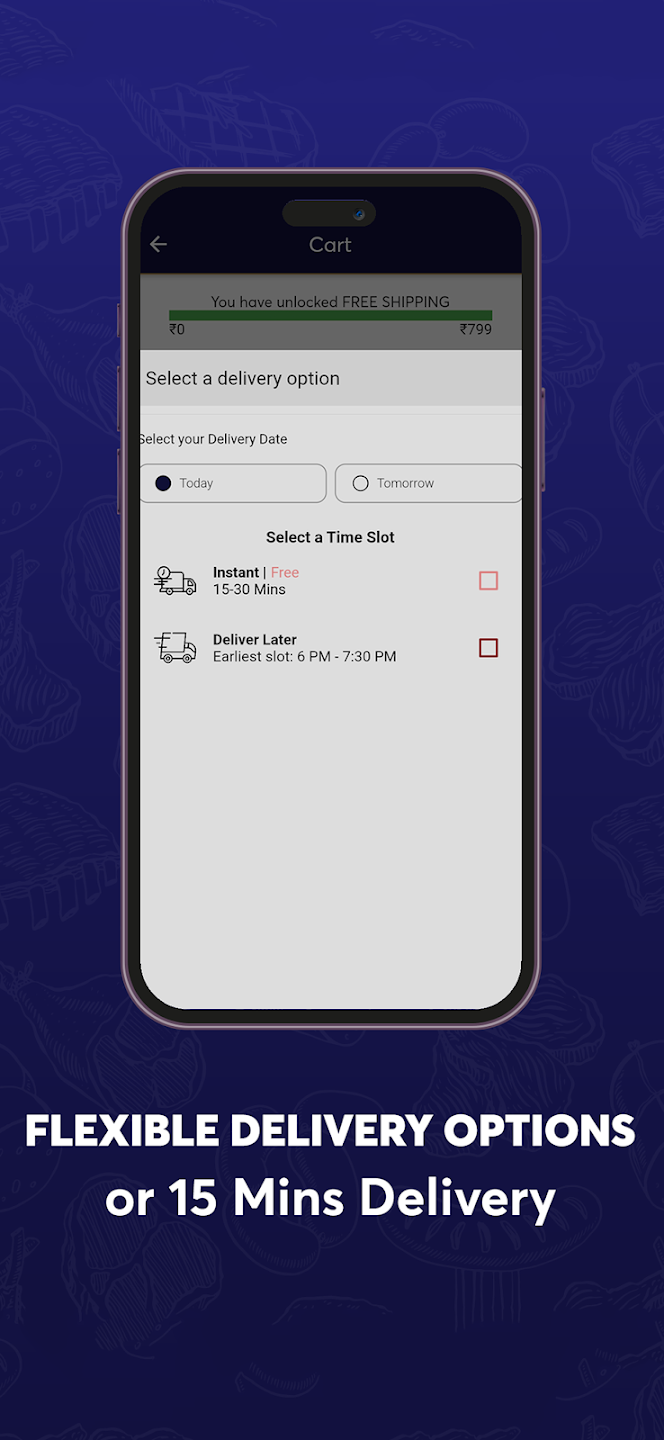 Cart
You have unlocked FREE SHIPPING
₹0 ₹799
Select a delivery option
Select your Delivery Date
Today Tomorrow
Select a Time Slot
Instant | Free
15-30 Mins
Deliver Later
Earliest slot: 6 PM - 7:30 PM
FLEXIBLE DELIVERY OPTIONS
or 15 Mins Delivery